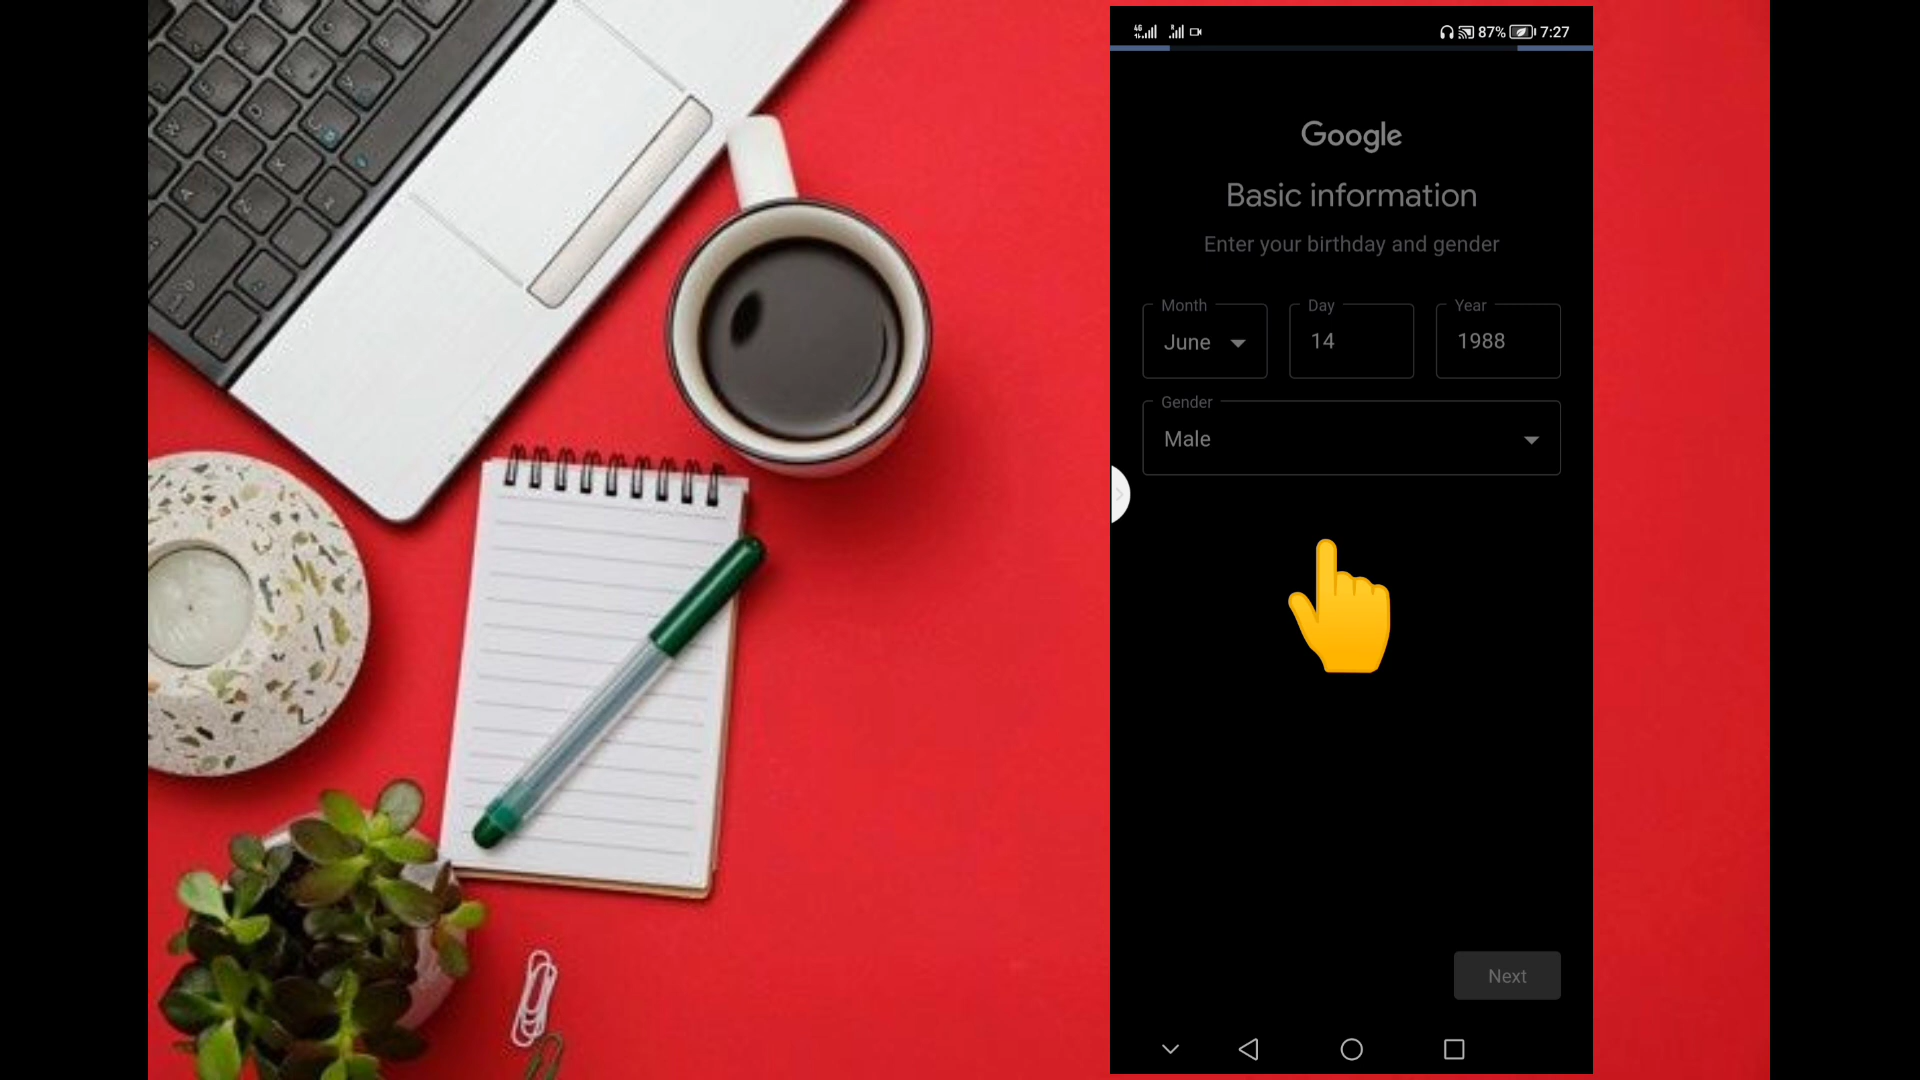 4G
87% 7:27
Google
Basic information
Enter your birthday and gender
Month Day Year
June 14 1988
Gender
Male
Next